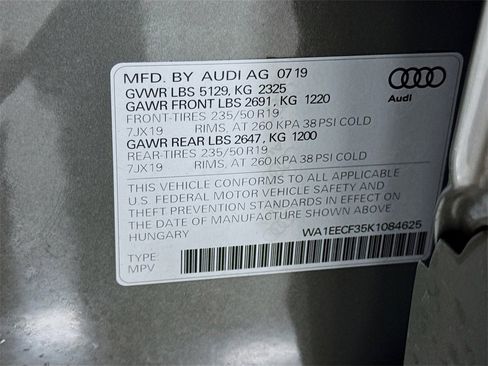 MFD. BY AUDI AG 0719
GVWR LBS 5129, KG 2325
GAWR FRONT LBS 2691, KG 1220
FRONT-TIRES 235/50 R19
7JX19 RIMS, AT 260 KPA 38 PSI COLD
GAWR REAR LBS 2647, KG 1200
REAR-TIRES 235/50 R19
7JX19 RIMS, AT 260 KPA 38 PSI COLD
THIS VEHICLE CONFORMS TO ALL APPLICABLE
U.S. FEDERAL MOTOR VEHICLE SAFETY AND
THEFT PREVENTION STANDARDS IN EFFECT ON
THE DATE OF MANUFACTURE SHOWN ABOVE.
HUNGARY
WA1EECF35K1084625
TYPE:
MPV
Audi